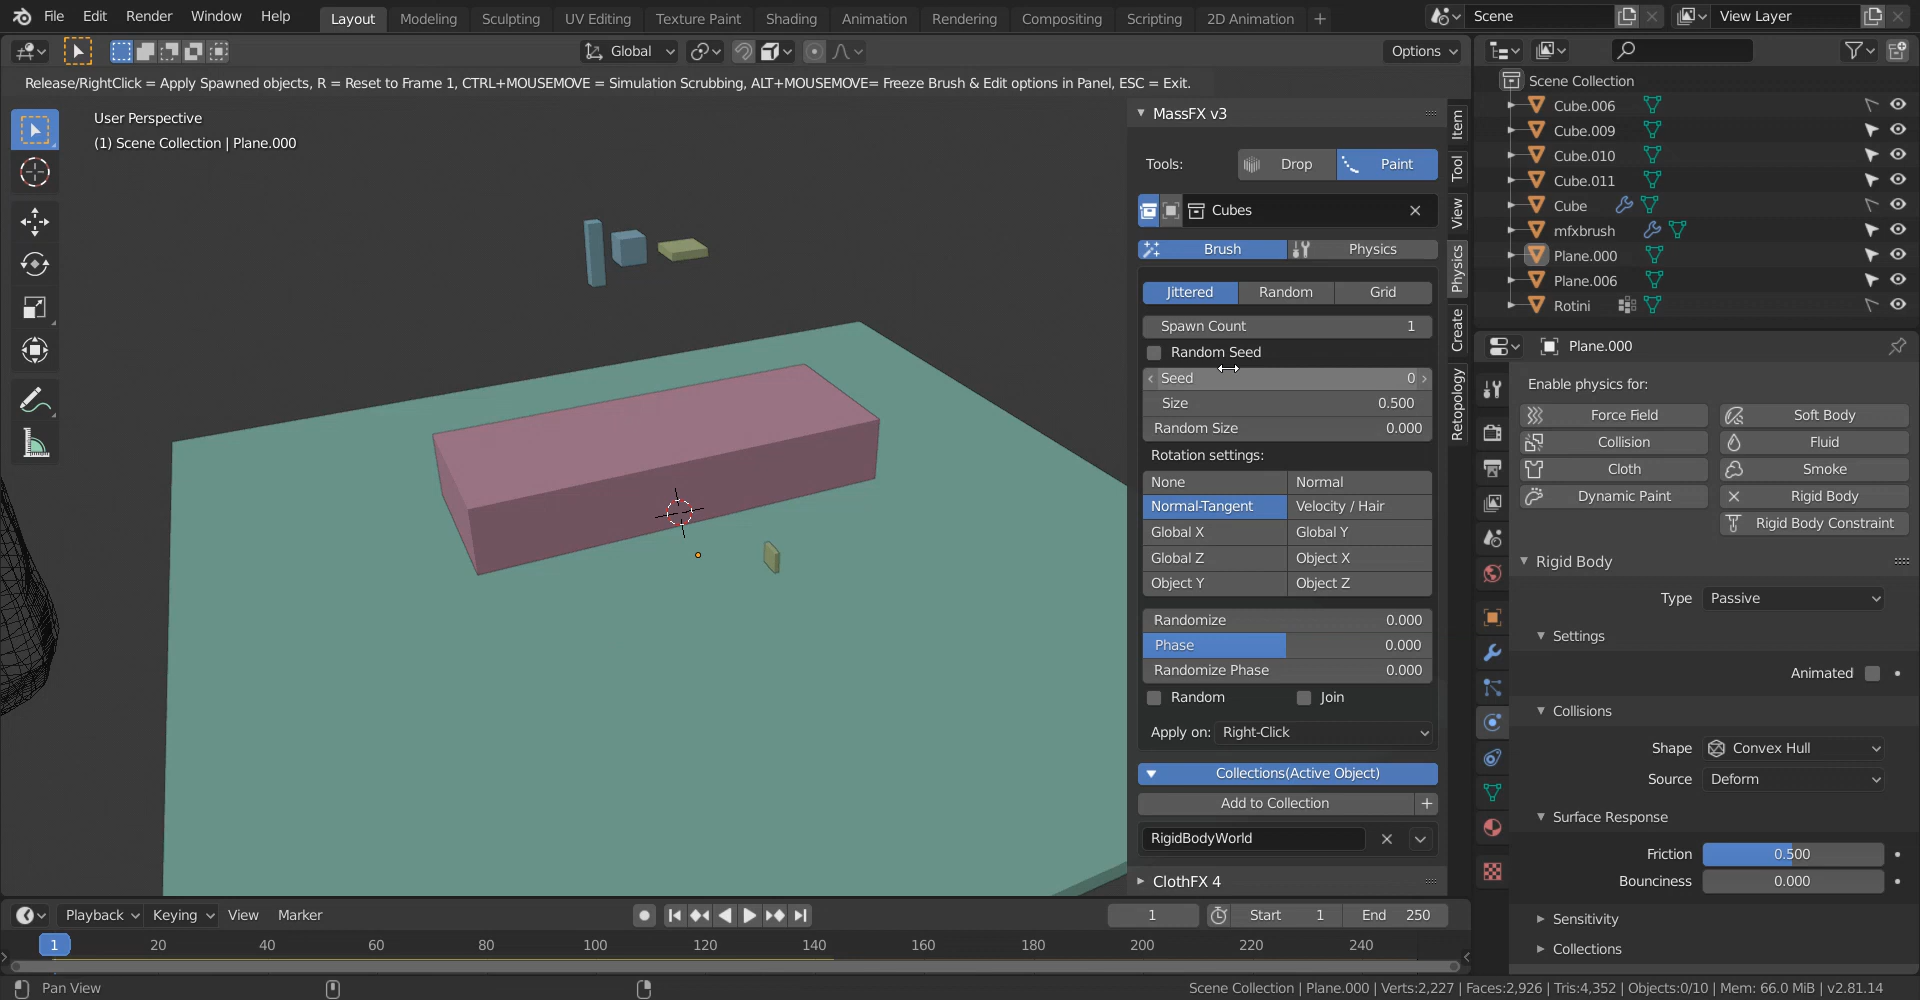 File Edit Render Window Help Layout Modeling Sculpting UV Editing Texture Paint Shading Animation Rendering Compositing Scripting 2D Animation + Scene View Layer
Global Options
Release/RightClick = Apply Spawned objects, R = Reset to Frame 1, CTRL+MOUSEMOVE = Simulation Scrubbing, ALT+MOUSEMOVE= Freeze Brush & Edit options in Panel, ESC = Exit.
User Perspective
(1) Scene Collection | Plane.000
MassFX v3
Tools: Drop Paint
Cubes
Brush Physics
Jittered Random Grid
Spawn Count 1
Random Seed
Seed 0
Size 0.500
Random Size 0.000
Rotation settings:
None Normal
Normal-Tangent Velocity / Hair
Global X Global Y
Global Z Object X
Object Y Object Z
Randomize 0.000
Phase 0.000
Randomize Phase 0.000
Random Join
Apply on: Right-Click
Collections(Active Object)
Add to Collection +
RigidBodyWorld
ClothFX 4
Item
Tool
View
Physics
Create
Retopology
Scene Collection
Cube.006
Cube.009
Cube.010
Cube.011
Cube
mfxbrush
Plane.000
Plane.006
Rotini
Plane.000
Enable physics for:
Force Field Soft Body
Collision Fluid
Cloth Smoke
Dynamic Paint Rigid Body
Rigid Body Constraint
Rigid Body
Type Passive
Settings
Animated
Collisions
Shape Convex Hull
Source Deform
Surface Response
Friction 0.500
Bounciness 0.000
Sensitivity
Collections
Playback Keying View Marker 1 Start 1 End 250
1 20 40 60 80 100 120 140 160 180 200 220 240
Pan View Scene Collection | Plane.000 | Verts:2,227 | Faces:2,926 | Tris:4,352 | Objects:0/10 | Mem: 66.0 MiB | v2.81.14